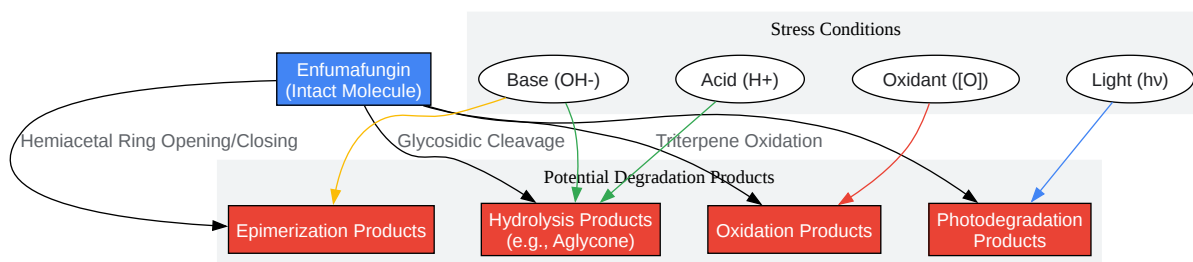 Stress Conditions
Enfumafungin
(Intact Molecule)
Base (OH-)
Acid (H+)
Oxidant ([O])
Light (hν)
Hemiacetal Ring Opening/Closing
Glycosidic Cleavage
Triterpene Oxidation
Potential Degradation Products
Epimerization Products
Hydrolysis Products
(e.g., Aglycone)
Oxidation Products
Photodegradation
Products